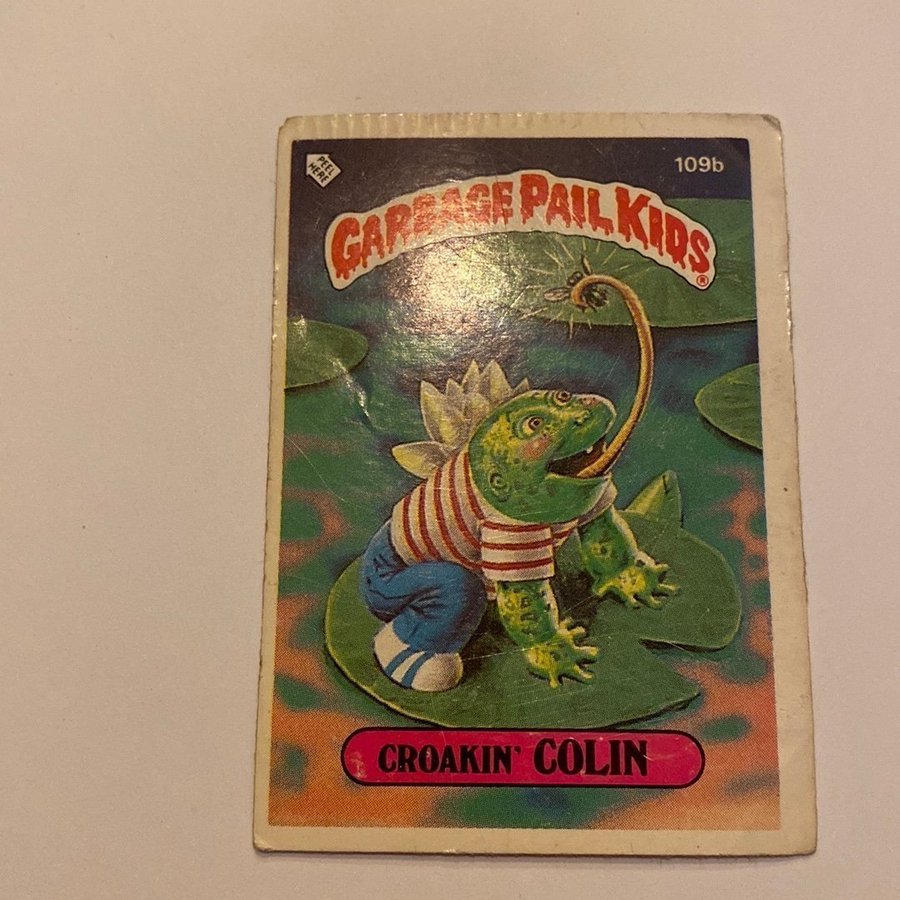 PEEL
HERE
109b
GARBAGE PAIL KIDS®
CROAKIN' COLIN